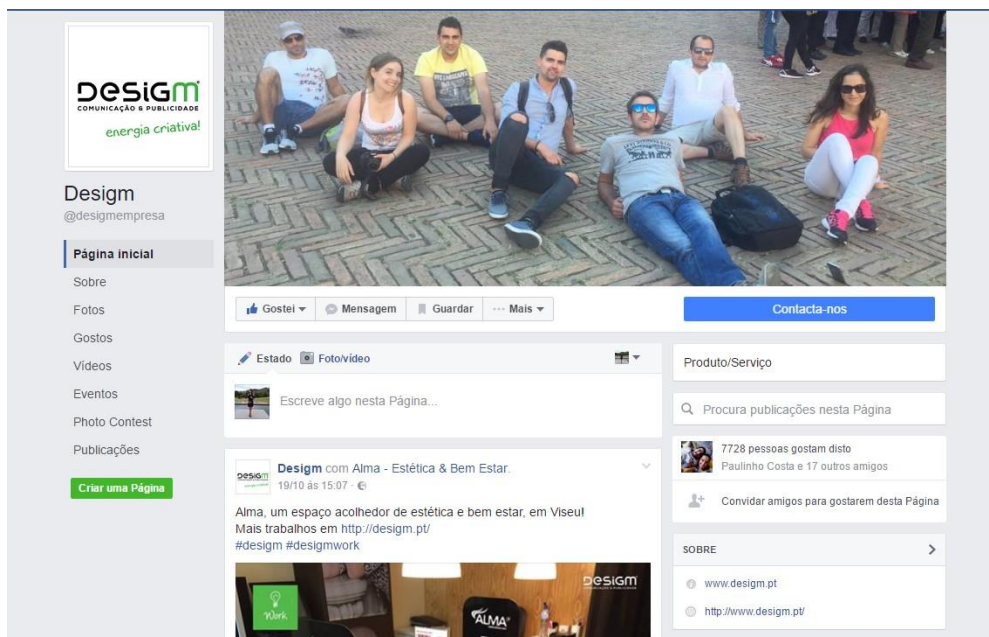 Desigm
COMUNICAÇÃO & PUBLICIDADE
energia criativa!
Desigm
@desigmempresa
Página inicial
Sobre
Fotos
Gostos
Vídeos
Eventos
Photo Contest
Publicações
Criar uma Página
Gostei
Mensagem
Guardar
Mais
Contacta-nos
Estado
Foto/vídeo
Escreve algo nesta Página...
Desigm com Alma - Estética & Bem Estar.
19/10 às 15:07 ·
Alma, um espaço acolhedor de estética e bem estar, em Viseu!
Mais trabalhos em http://desigm.pt/
#desigm #desigmwork
Work
ALMA
Desigm
Produto/Serviço
Procura publicações nesta Página
7728 pessoas gostam disto
Paulinho Costa e 17 outros amigos
Convidar amigos para gostarem desta Página
SOBRE
www.desigm.pt
http://www.desigm.pt/